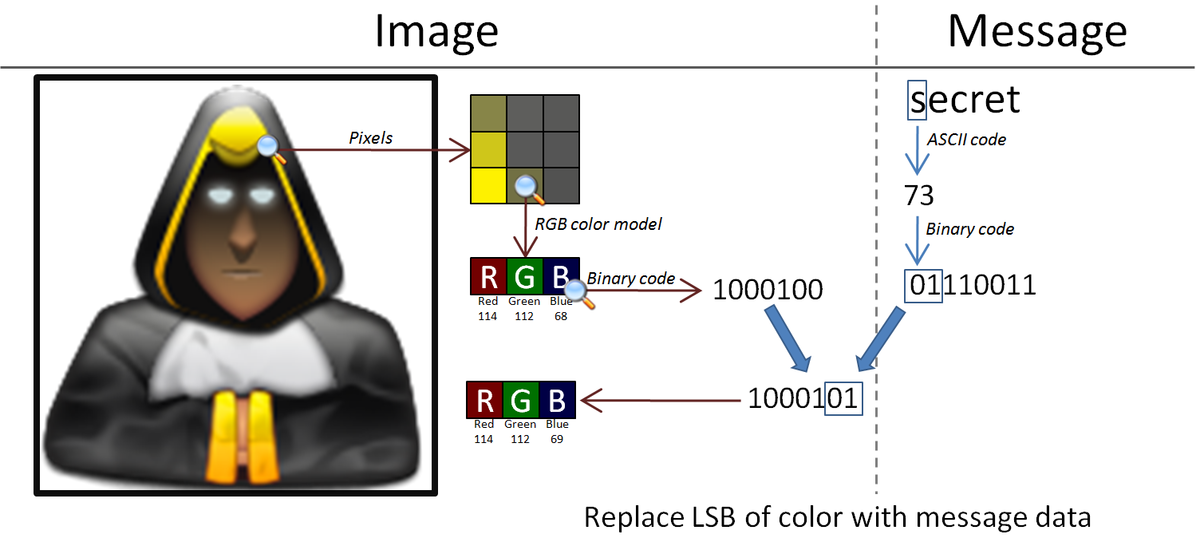 Image
Message
secret
Pixels
ASCII code
73
RGB color model
Binary code
R G B
Binary code
1000100
01110011
Red Green Blue
114 112 68
R G B
1000101
Red Green Blue
114 112 69
Replace LSB of color with message data